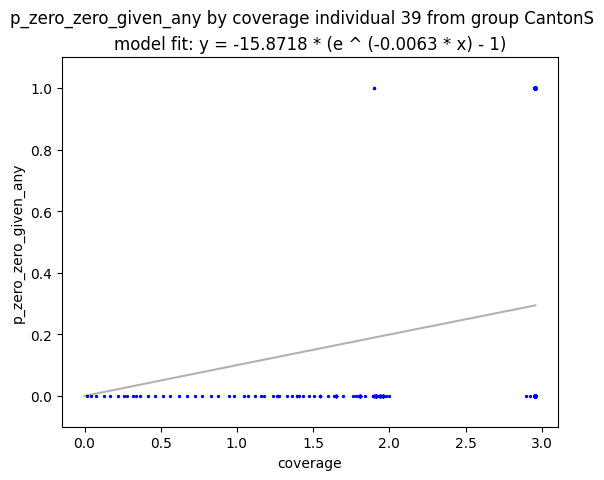 p_zero_zero_given_any by coverage individual 39 from group CantonS
model fit: y = -15.8718 * (e ^ (-0.0063 * x) - 1)
1.0
0.8
0.6
0.4
0.2
0.0
p_zero_zero_given_any
0.0 0.5 1.0 1.5 2.0 2.5 3.0
coverage